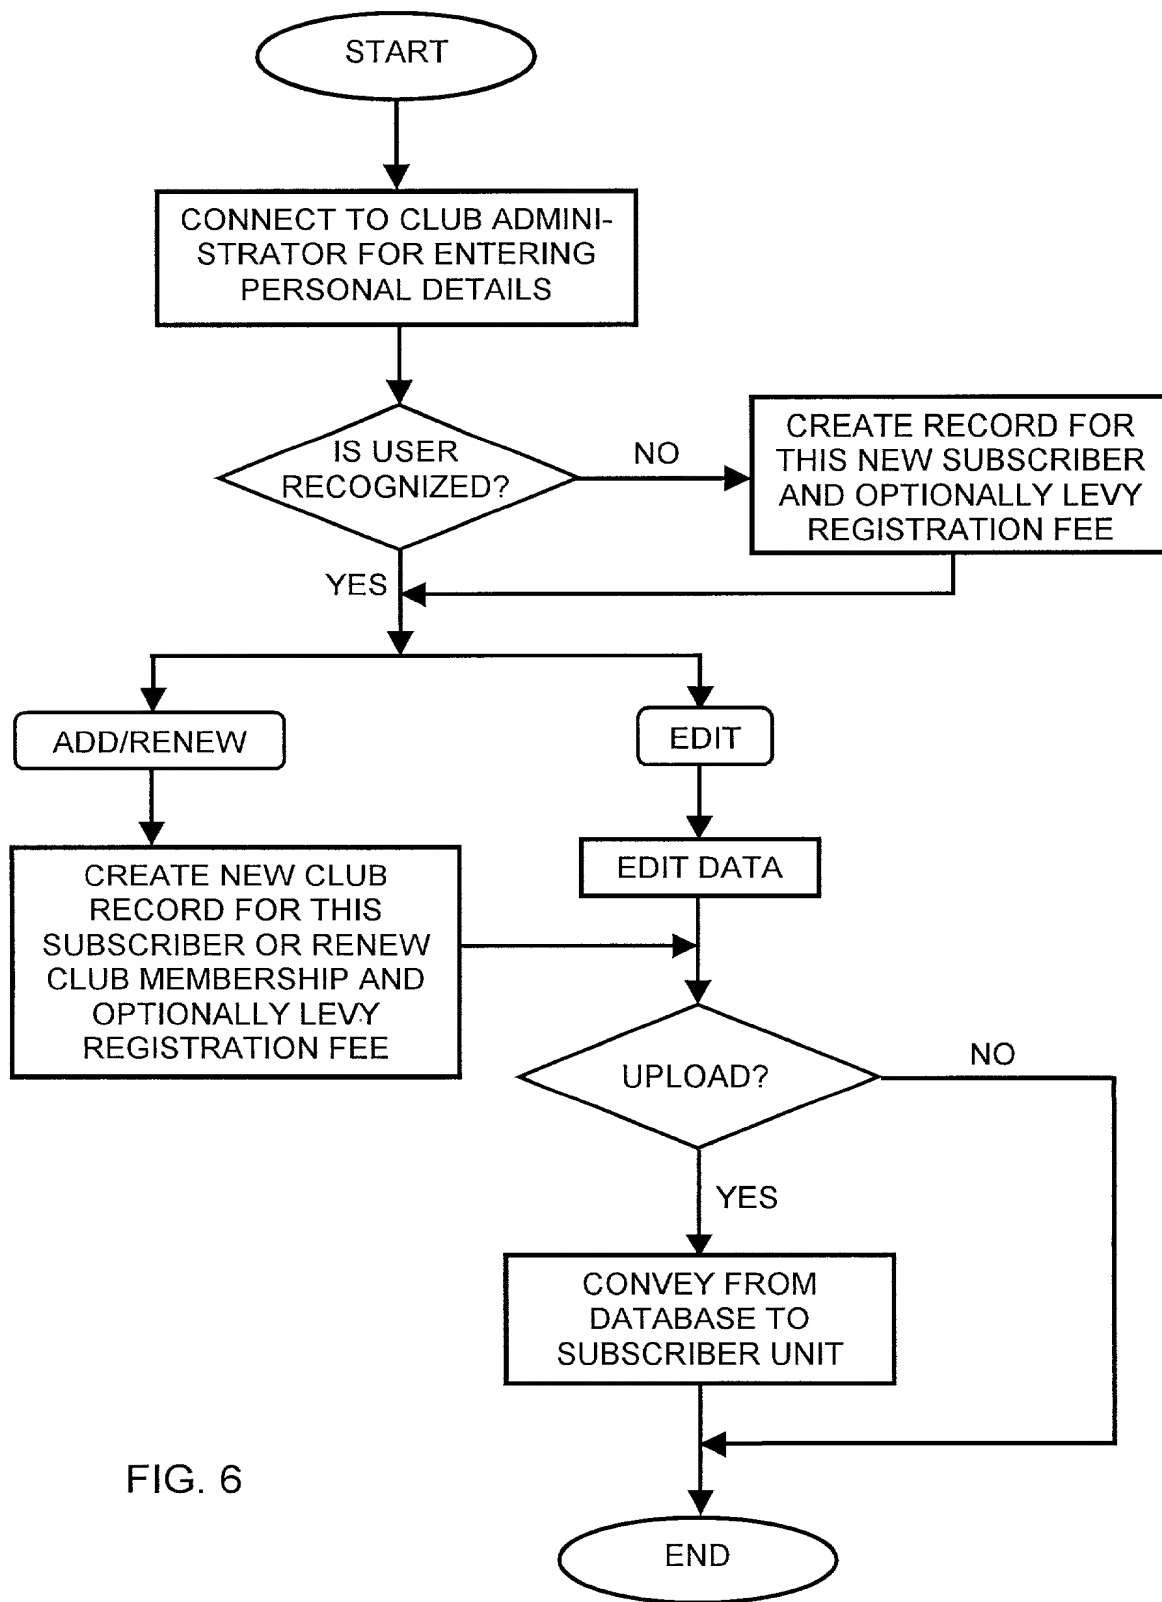 START
CONNECT TO CLUB ADMINI-
STRATOR FOR ENTERING
PERSONAL DETAILS
IS USER
RECOGNIZED?
NO
CREATE RECORD FOR
THIS NEW SUBSCRIBER
AND OPTIONALLY LEVY
REGISTRATION FEE
YES
ADD/RENEW
EDIT
CREATE NEW CLUB
RECORD FOR THIS
SUBSCRIBER OR RENEW
CLUB MEMBERSHIP AND
OPTIONALLY LEVY
REGISTRATION FEE
EDIT DATA
UPLOAD?
NO
YES
CONVEY FROM
DATABASE TO
SUBSCRIBER UNIT
FIG. 6
END